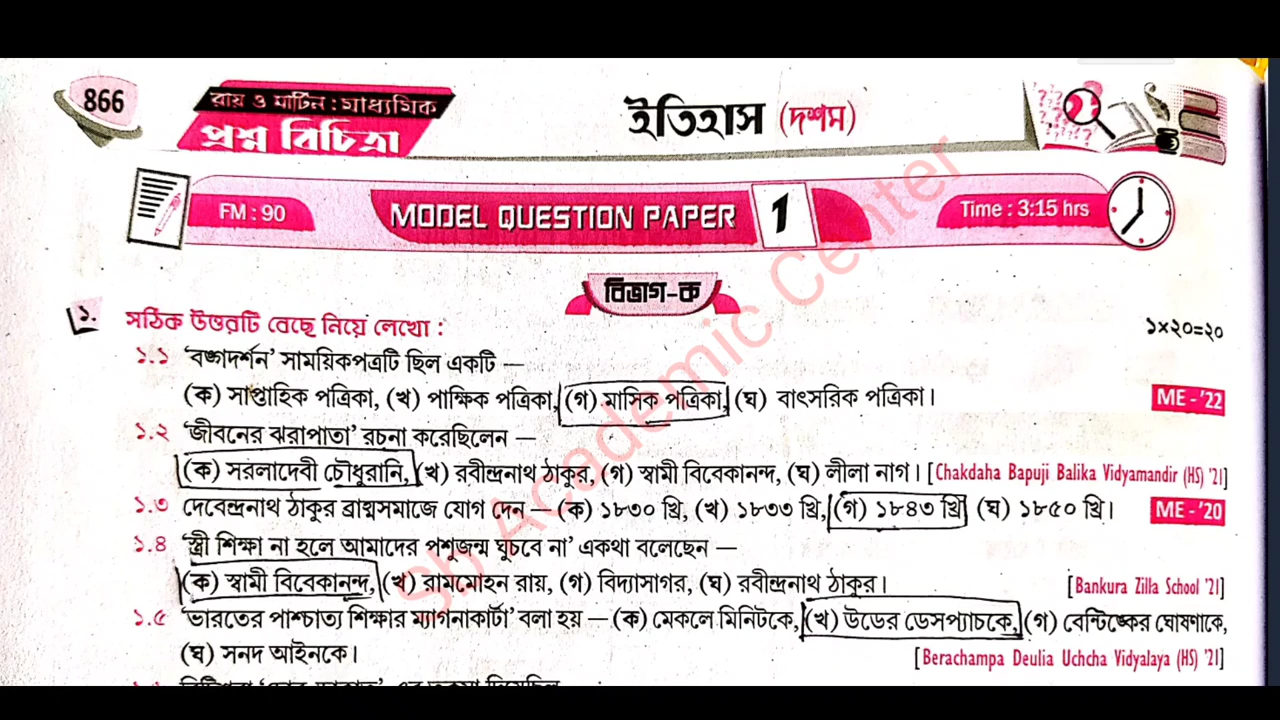 866
রায় ও মার্টিন : মাধ্যমিক
প্রশ্ন বিচিত্রা
ইতিহাস (দশম)
FM : 90
MODEL QUESTION PAPER 1
Time : 3:15 hrs
বিভাগ-ক
১. সঠিক উত্তরটি বেছে নিয়ে লেখো : ১×২০=২০
১.১ ‘বঙ্গদর্শন’ সাময়িকপত্রটি ছিল একটি —
(ক) সাপ্তাহিক পত্রিকা, (খ) পাক্ষিক পত্রিকা, (গ) মাসিক পত্রিকা, (ঘ) বাৎসরিক পত্রিকা। ME - '22
১.২ ‘জীবনের ঝরাপাতা’ রচনা করেছিলেন —
(ক) সরলাদেবী চৌধুরানি, (খ) রবীন্দ্রনাথ ঠাকুর, (গ) স্বামী বিবেকানন্দ, (ঘ) লীলা নাগ। [Chakdaha Bapuji Balika Vidyamandir (HS) '21]
১.৩ দেবেন্দ্রনাথ ঠাকুর ব্রাহ্মসমাজে যোগ দেন — (ক) ১৮৩০ খ্রি, (খ) ১৮৩৩ খ্রি, (গ) ১৮৪৩ খ্রি (ঘ) ১৮৫০ খ্রি। ME - '20
১.৪ ‘স্ত্রী শিক্ষা না হলে আমাদের পশুজন্ম ঘুচবে না’ একথা বলেছেন —
(ক) স্বামী বিবেকানন্দ, (খ) রামমোহন রায়, (গ) বিদ্যাসাগর, (ঘ) রবীন্দ্রনাথ ঠাকুর। [Bankura Zilla School '21]
১.৫ ‘ভারতের পাশ্চাত্য শিক্ষার ম্যাগনাকার্টা’ বলা হয় — (ক) মেকলে মিনিটকে, (খ) উডের ডেসপ্যাচকে, (গ) বেন্টিঙ্কের ঘোষণাকে,
(ঘ) সনদ আইনকে। [Berachampa Deulia Uchcha Vidyalaya (HS) '21]
Sb Academic Center